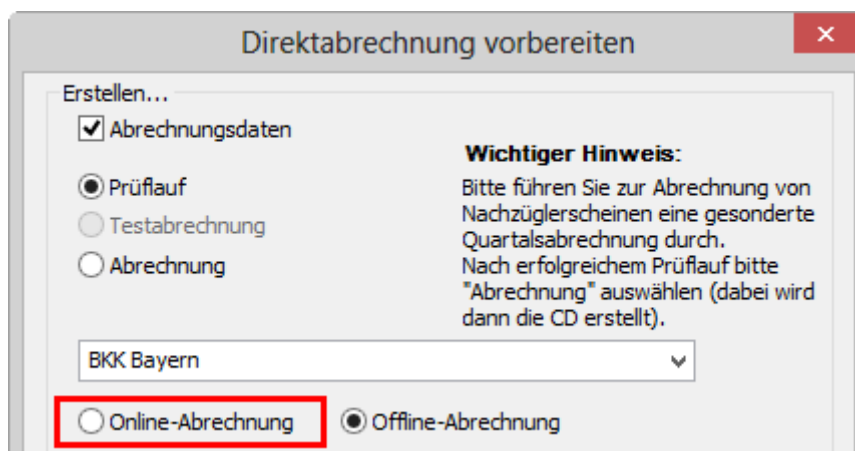 Direktabrechnung vorbereiten
Erstellen...
Abrechnungsdaten
Wichtiger Hinweis:
Prüflauf
Testabrechnung
Abrechnung
Bitte führen Sie zur Abrechnung von
Nachzüglerscheinen eine gesonderte
Quartalsabrechnung durch.
Nach erfolgreichem Prüflauf bitte
"Abrechnung" auswählen (dabei wird
dann die CD erstellt).
BKK Bayern
Online-Abrechnung Offline-Abrechnung